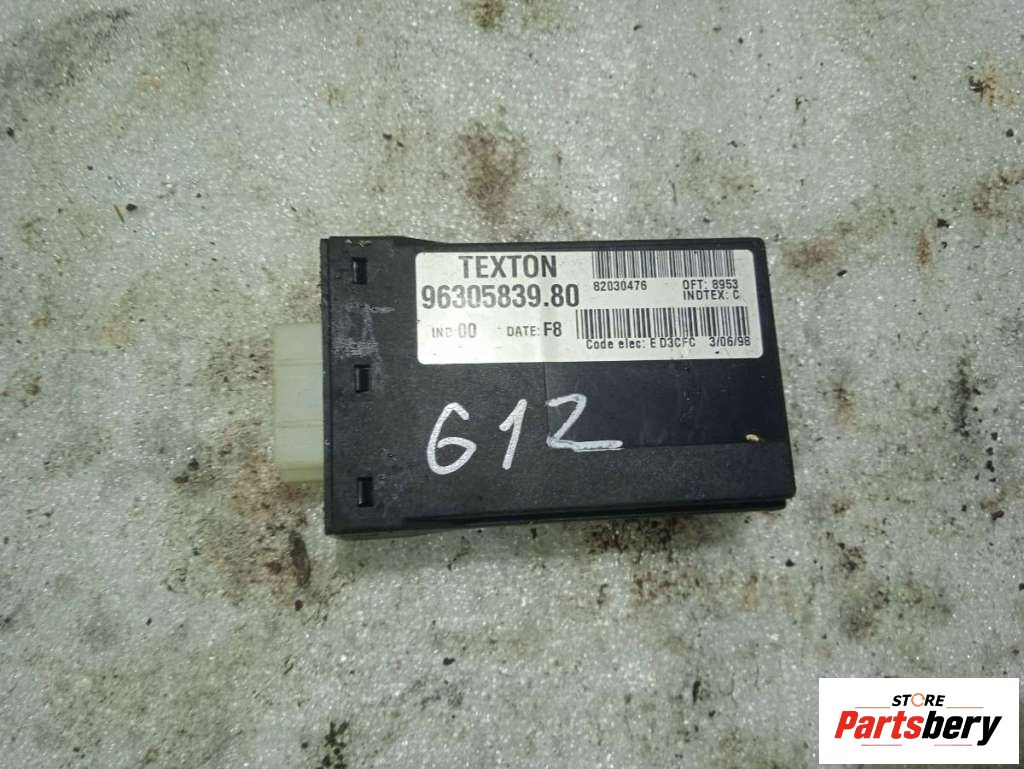 TEXTON
96305839.80
IND:00 DATE:F8
82030476 OFT: 8953
INDTEX: C
Code elec: E D3CFC 3/06/98
612
STORE
Partsbery